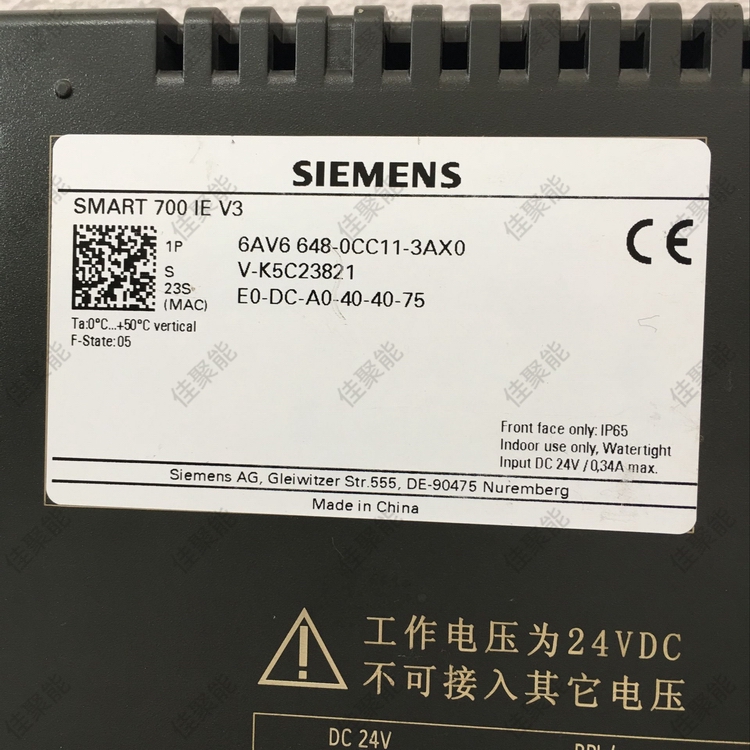 SIEMENS
SMART 700 IE V3
1P 6AV6 648-0CC11-3AX0
S V-K5C23821
23S (MAC) E0-DC-A0-40-40-75
Ta:0°C...+50°C vertical
F-State:05
CE
Front face only: IP65
Indoor use only, Watertight
Input DC 24V / 0,34A max.
Siemens AG, Gleiwitzer Str.555, DE-90475 Nuremberg
Made in China
工作电压为24VDC
不可接入其它电压
DC 24V
佳聚能